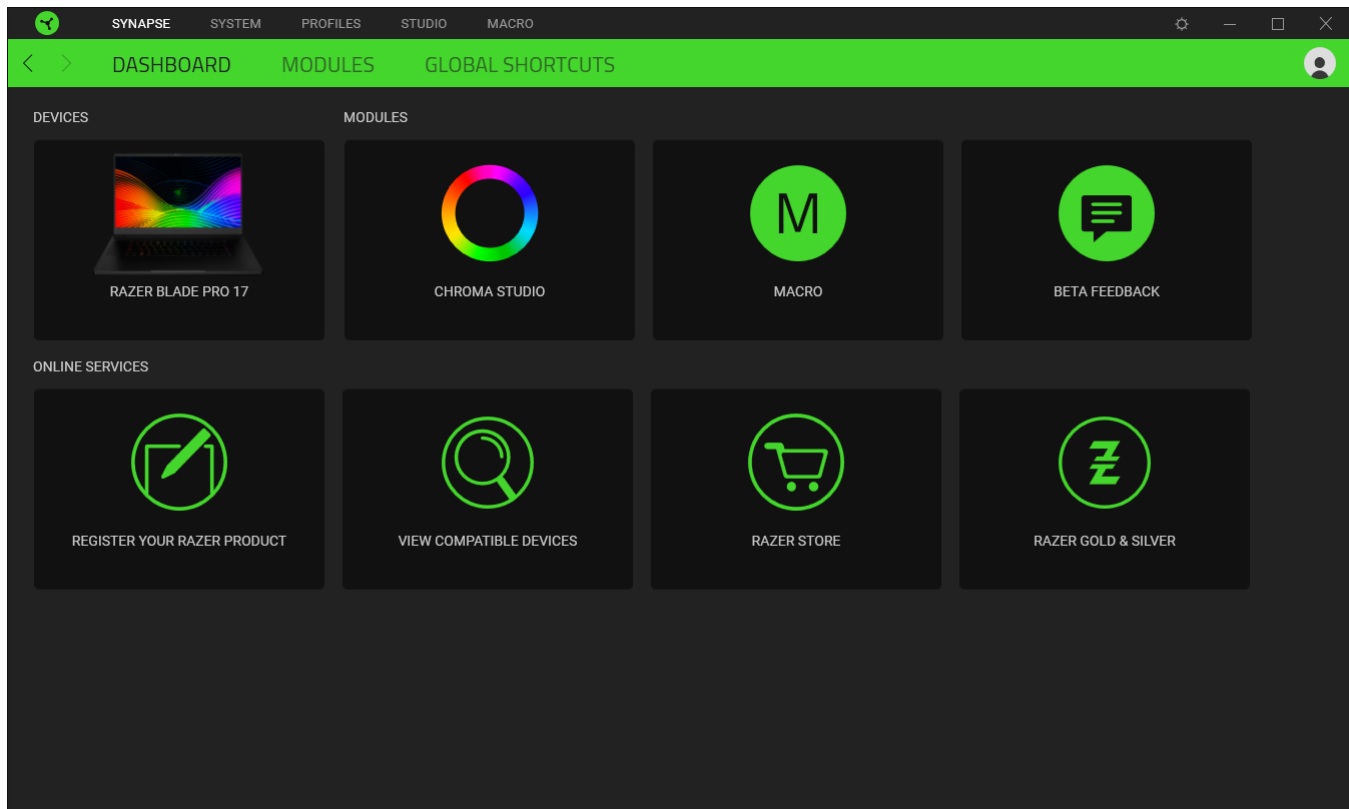 SYNAPSE SYSTEM PROFILES STUDIO MACRO
DASHBOARD MODULES GLOBAL SHORTCUTS
DEVICES MODULES
M
RAZER BLADE PRO 17 CHROMA STUDIO MACRO BETA FEEDBACK
ONLINE SERVICES
REGISTER YOUR RAZER PRODUCT VIEW COMPATIBLE DEVICES RAZER STORE RAZER GOLD & SILVER